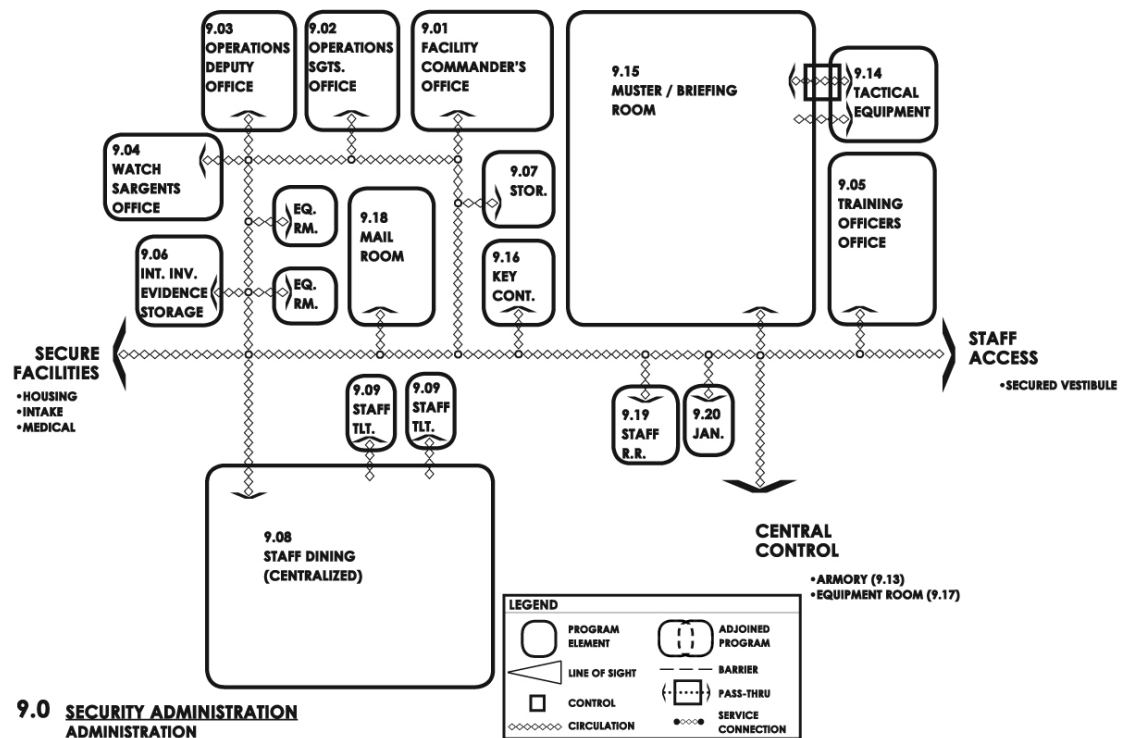 9.03
OPERATIONS
DEPUTY
OFFICE
9.02
OPERATIONS
SGTS.
OFFICE
9.01
FACILITY
COMMANDER'S
OFFICE
9.15
MUSTER / BRIEFING
ROOM
9.14
TACTICAL
EQUIPMENT
9.04
WATCH
SARGENTS
OFFICE
9.07
STOR.
9.05
TRAINING
OFFICERS
OFFICE
EQ.
RM.
9.18
MAIL
ROOM
9.06
INT. INV.
EVIDENCE
STORAGE
EQ.
RM.
9.16
KEY
CONT.
SECURE
FACILITIES
•HOUSING
•INTAKE
•MEDICAL
STAFF
ACCESS
•SECURED VESTIBULE
9.09
STAFF
TLT.
9.09
STAFF
TLT.
9.19
STAFF
R.R.
9.20
JAN.
9.08
STAFF DINING
(CENTRALIZED)
CENTRAL
CONTROL
•ARMORY (9.13)
•EQUIPMENT ROOM (9.17)
LEGEND
PROGRAM
ELEMENT
ADJOINED
PROGRAM
LINE OF SIGHT
BARRIER
CONTROL
PASS-THRU
CIRCULATION
SERVICE
CONNECTION
9.0 SECURITY ADMINISTRATION
ADMINISTRATION